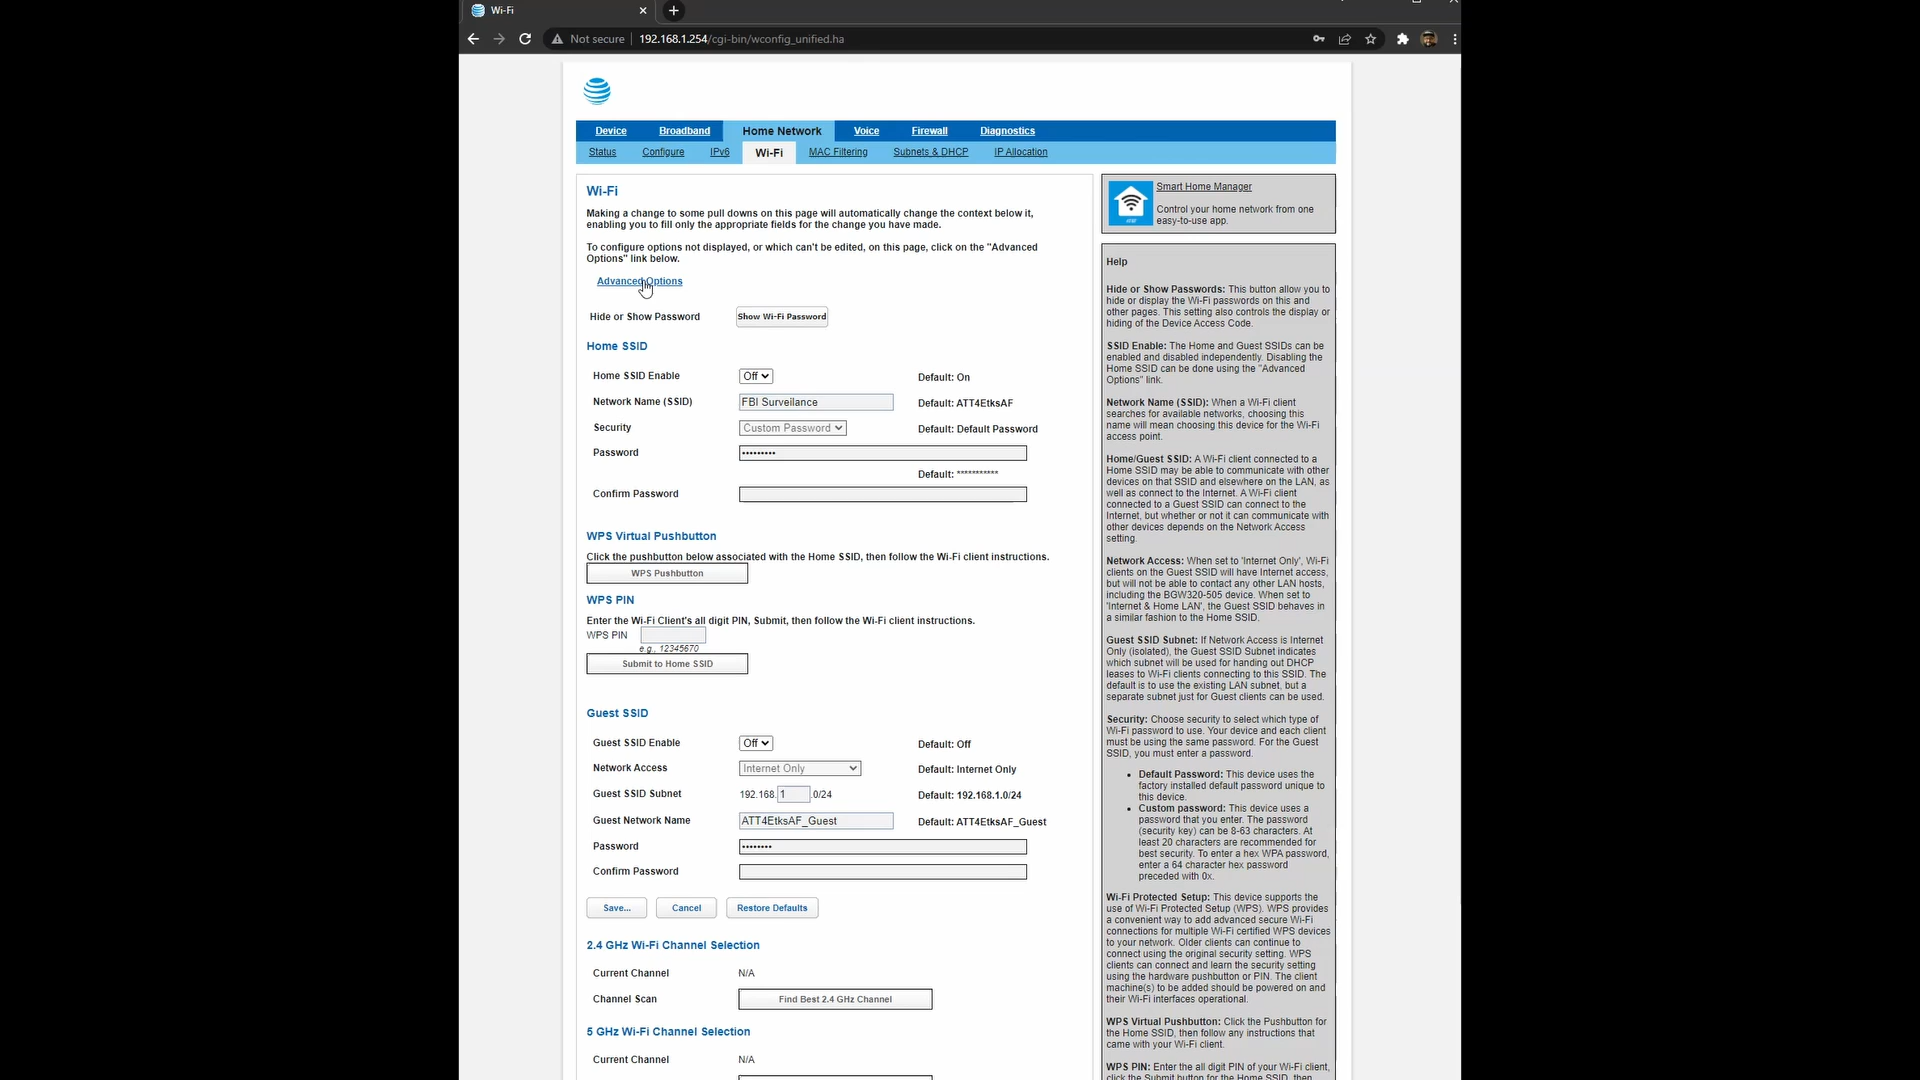 Wi-Fi
Not secure 192.168.1.254/cgi-bin/wconfig_unified.ha
Device Broadband Home Network Voice Firewall Diagnostics
Status Configure IPv6 Wi-Fi MAC Filtering Subnets & DHCP IP Allocation
Wi-Fi
Making a change to some pull downs on this page will automatically change the context below it,
enabling you to fill only the appropriate fields for the change you have made.
To configure options not displayed, or which can't be edited, on this page, click on the "Advanced
Options" link below.
Advanced Options
Hide or Show Password Show Wi-Fi Password
Home SSID
Home SSID Enable Off Default: On
Network Name (SSID) FBI Surveilance Default: ATT4EtksAF
Security Custom Password Default: Default Password
Password •••••••••
Default: ***********
Confirm Password
WPS Virtual Pushbutton
Click the pushbutton below associated with the Home SSID, then follow the Wi-Fi client instructions.
WPS Pushbutton
WPS PIN
Enter the Wi-Fi Client's all digit PIN, Submit, then follow the Wi-Fi client instructions.
WPS PIN
e.g., 12345670
Submit to Home SSID
Guest SSID
Guest SSID Enable Off Default: Off
Network Access Internet Only Default: Internet Only
Guest SSID Subnet 192.168. 1 .0/24 Default: 192.168.1.0/24
Guest Network Name ATT4EtksAF_Guest Default: ATT4EtksAF_Guest
Password ••••••••
Confirm Password
Save... Cancel Restore Defaults
2.4 GHz Wi-Fi Channel Selection
Current Channel N/A
Channel Scan Find Best 2.4 GHz Channel
5 GHz Wi-Fi Channel Selection
Current Channel N/A
Smart Home Manager
Control your home network from one
easy-to-use app.
Help
Hide or Show Passwords: This button allow you to
hide or display the Wi-Fi passwords on this and
other pages. This setting also controls the display or
hiding of the Device Access Code.
SSID Enable: The Home and Guest SSIDs can be
enabled and disabled independently. Disabling the
Home SSID can be done using the "Advanced
Options" link.
Network Name (SSID): When a Wi-Fi client
searches for available networks, choosing this
name will mean choosing this device for the Wi-Fi
access point.
Home/Guest SSID: A Wi-Fi client connected to a
Home SSID may be able to communicate with other
devices on that SSID and elsewhere on the LAN, as
well as connect to the Internet. A Wi-Fi client
connected to a Guest SSID can connect to the
Internet, but whether or not it can communicate with
other devices depends on the Network Access
setting.
Network Access: When set to 'Internet Only', Wi-Fi
clients on the Guest SSID will have Internet access,
but will not be able to contact any other LAN hosts,
including the BGW320-505 device. When set to
'Internet & Home LAN', the Guest SSID behaves in
a similar fashion to the Home SSID.
Guest SSID Subnet: If Network Access is Internet
Only (isolated), the Guest SSID Subnet indicates
which subnet will be used for handing out DHCP
leases to Wi-Fi clients connecting to this SSID. The
default is to use the existing LAN subnet, but a
separate subnet just for Guest clients can be used.
Security: Choose security to select which type of
Wi-Fi password to use. Your device and each client
must be using the same password. For the Guest
SSID, you must enter a password.
• Default Password: This device uses the
factory installed default password unique to
this device.
• Custom password: This device uses a
password that you enter. The password
(security key) can be 8-63 characters. At
least 20 characters are recommended for
best security. To enter a hex WPA password,
enter a 64 character hex password
preceded with 0x.
Wi-Fi Protected Setup: This device supports the
use of Wi-Fi Protected Setup (WPS). WPS provides
a convenient way to add advanced secure Wi-Fi
connections for multiple Wi-Fi certified WPS devices
to your network. Older clients can continue to
connect using the original security setting. WPS
clients can connect and learn the security setting
using the hardware pushbutton or PIN. The client
machine(s) to be added should be powered on and
their Wi-Fi interfaces operational.
WPS Virtual Pushbutton: Click the Pushbutton for
the Home SSID, then follow any instructions that
came with your Wi-Fi client.
WPS PIN: Enter the all digit PIN of your Wi-Fi client,
click the Submit button for the Home SSID, then